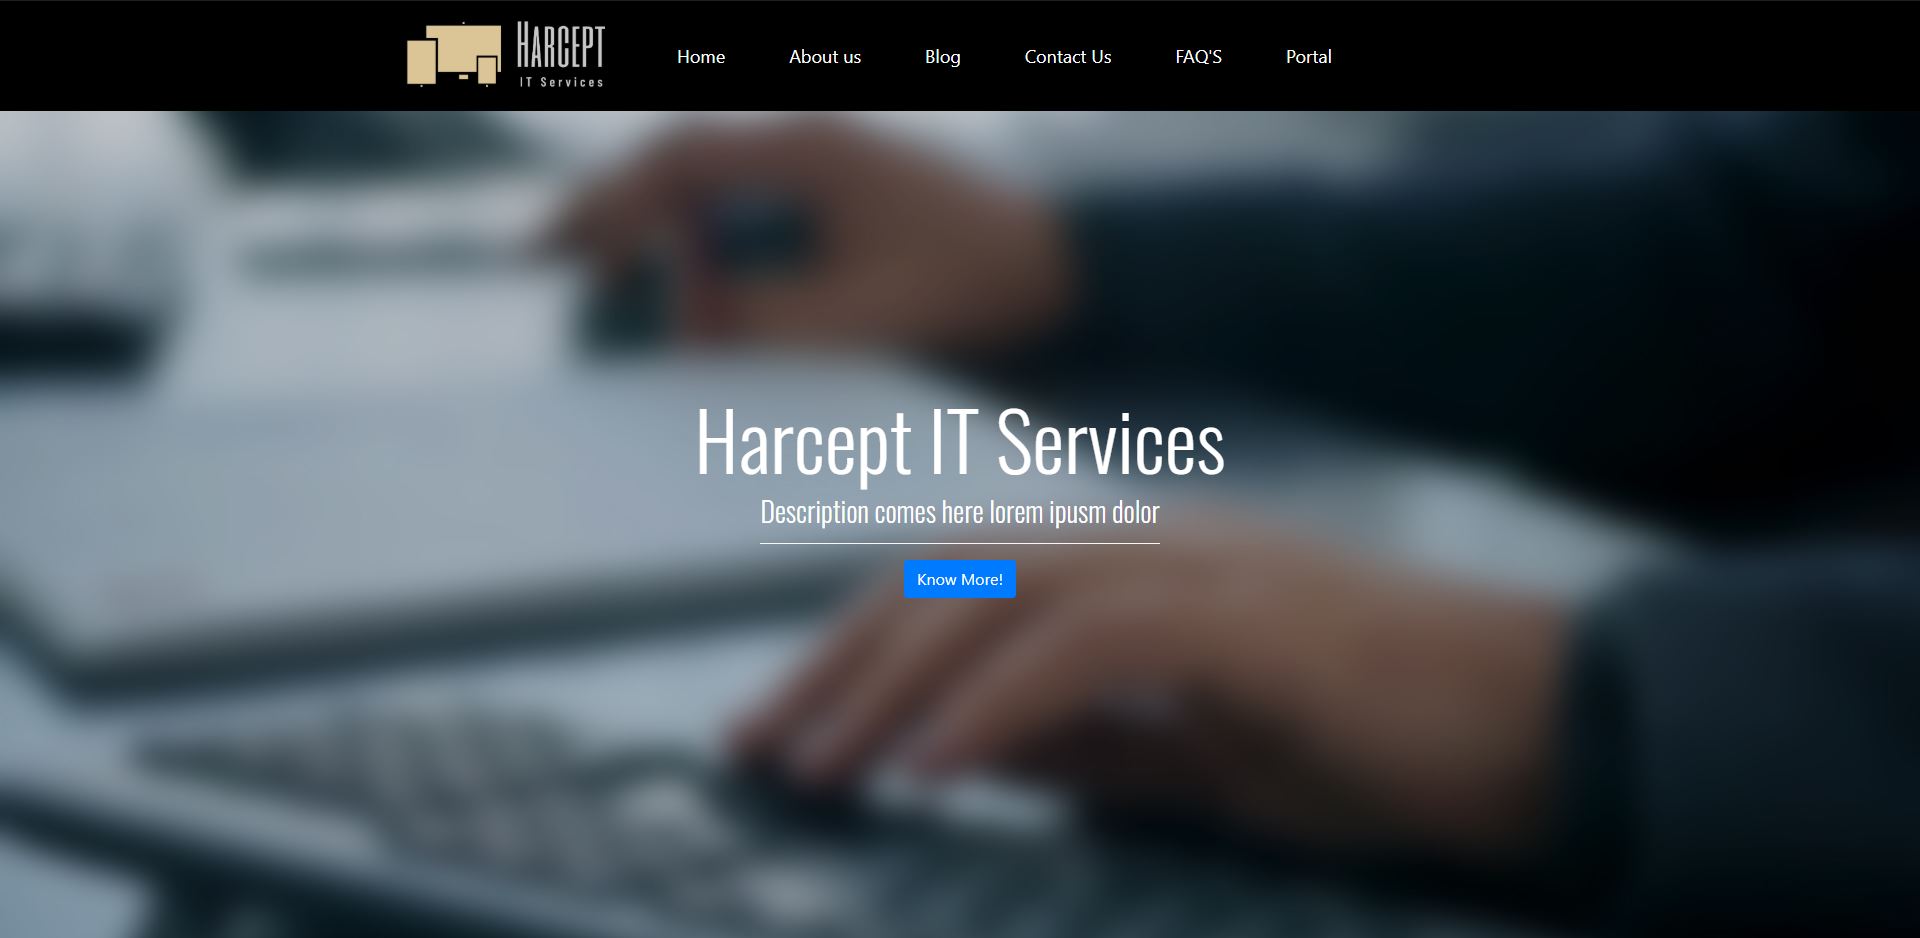 HARCEPT
IT Services
Home About us Blog Contact Us FAQ'S Portal
Harcept IT Services
Description comes here lorem ipusm dolor
Know More!